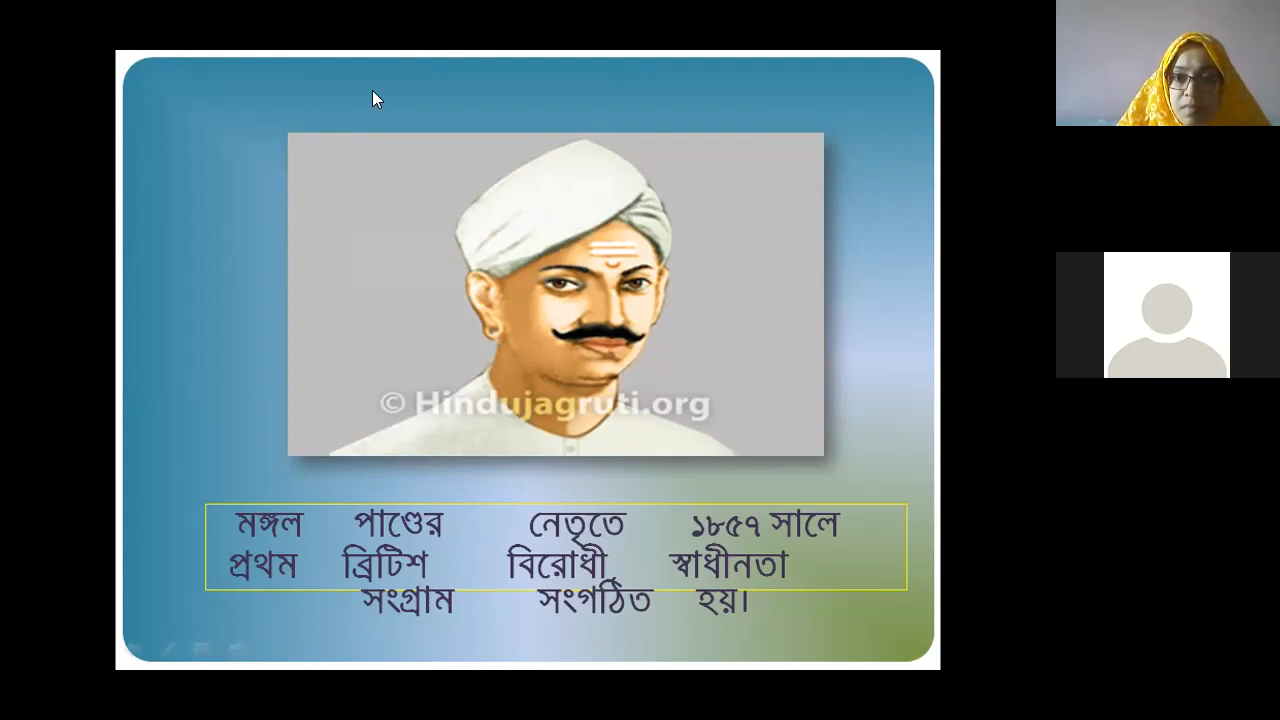 © Hindujagruti.org
মঙ্গল পাণ্ডের নেতৃতে ১৮৫৭ সালে
প্রথম ব্রিটিশ বিরোধী স্বাধীনতা
সংগ্রাম সংগঠিত হয়।